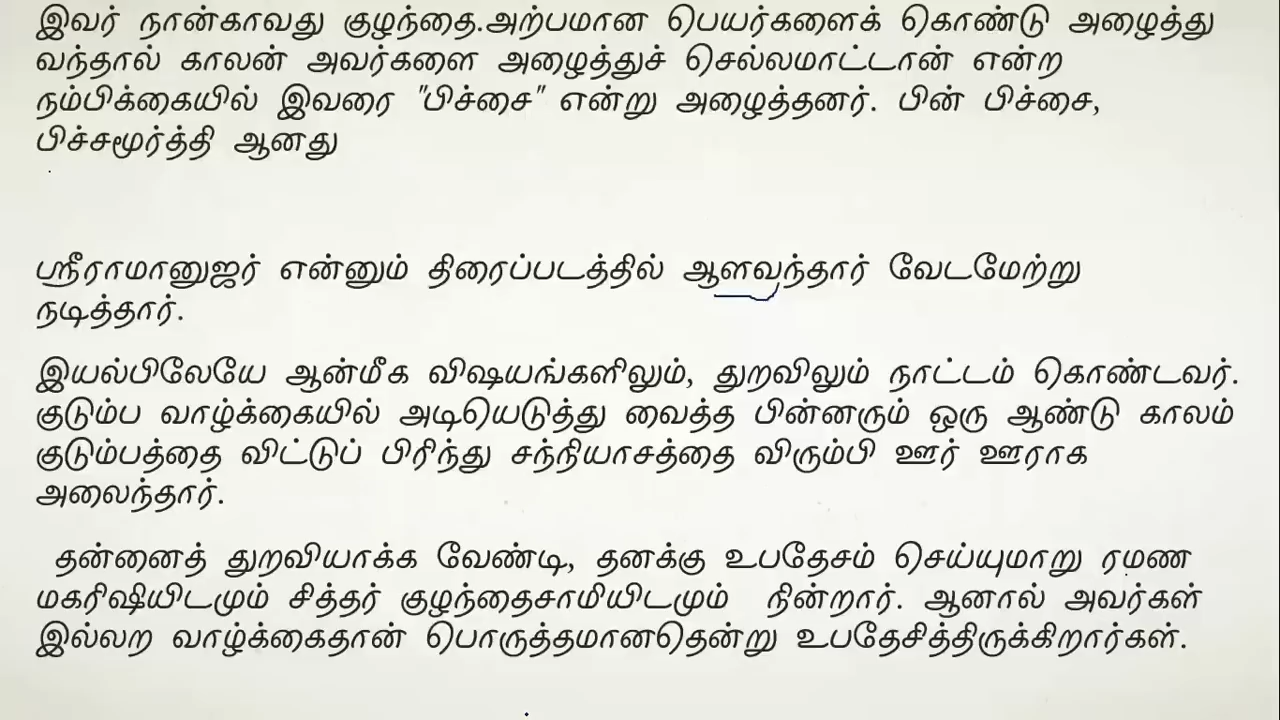 இவர் நான்காவது குழந்தை.அற்பமான பெயர்களைக் கொண்டு அழைத்து
வந்தால் காலன் அவர்களை அழைத்துச் செல்லமாட்டான் என்ற
நம்பிக்கையில் இவரை "பிச்சை" என்று அழைத்தனர். பின் பிச்சை,
பிச்சமூர்த்தி ஆனது
ஸ்ரீராமானுஜர் என்னும் திரைப்படத்தில் ஆளவந்தார் வேடமேற்று
நடித்தார்.
இயல்பிலேயே ஆன்மீக விஷயங்களிலும், துறவிலும் நாட்டம் கொண்டவர்.
குடும்ப வாழ்க்கையில் அடியெடுத்து வைத்த பின்னரும் ஒரு ஆண்டு காலம்
குடும்பத்தை விட்டுப் பிரிந்து சந்நியாசத்தை விரும்பி ஊர் ஊராக
அலைந்தார்.
தன்னைத் துறவியாக்க வேண்டி, தனக்கு உபதேசம் செய்யுமாறு ரமண
மகரிஷியிடமும் சித்தர் குழந்தைசாமியிடமும் நின்றார். ஆனால் அவர்கள்
இல்லற வாழ்க்கைதான் பொருத்தமானதென்று உபதேசித்திருக்கிறார்கள்.